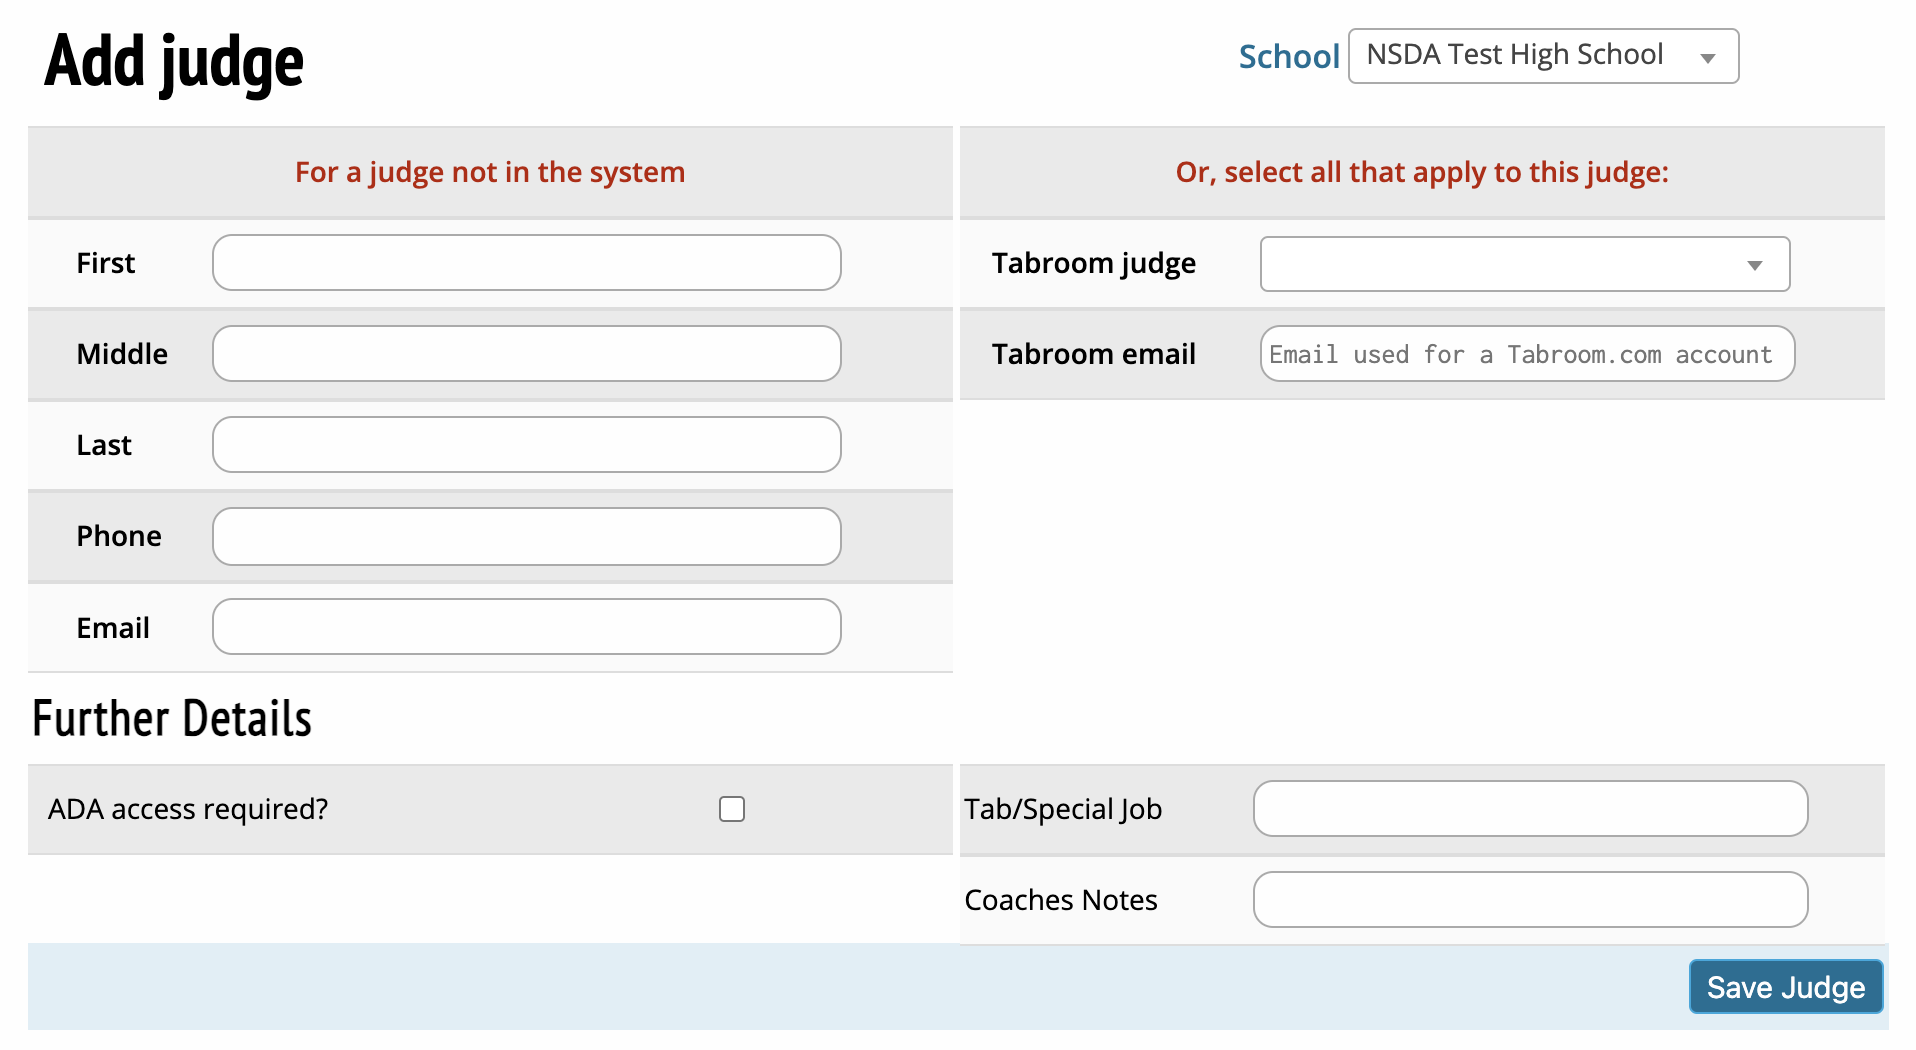 Add judge
School NSDA Test High School
For a judge not in the system
First
Middle
Last
Phone
Email
Or, select all that apply to this judge:
Tabroom judge
Tabroom email Email used for a Tabroom.com account
Further Details
ADA access required?
Tab/Special Job
Coaches Notes
Save Judge